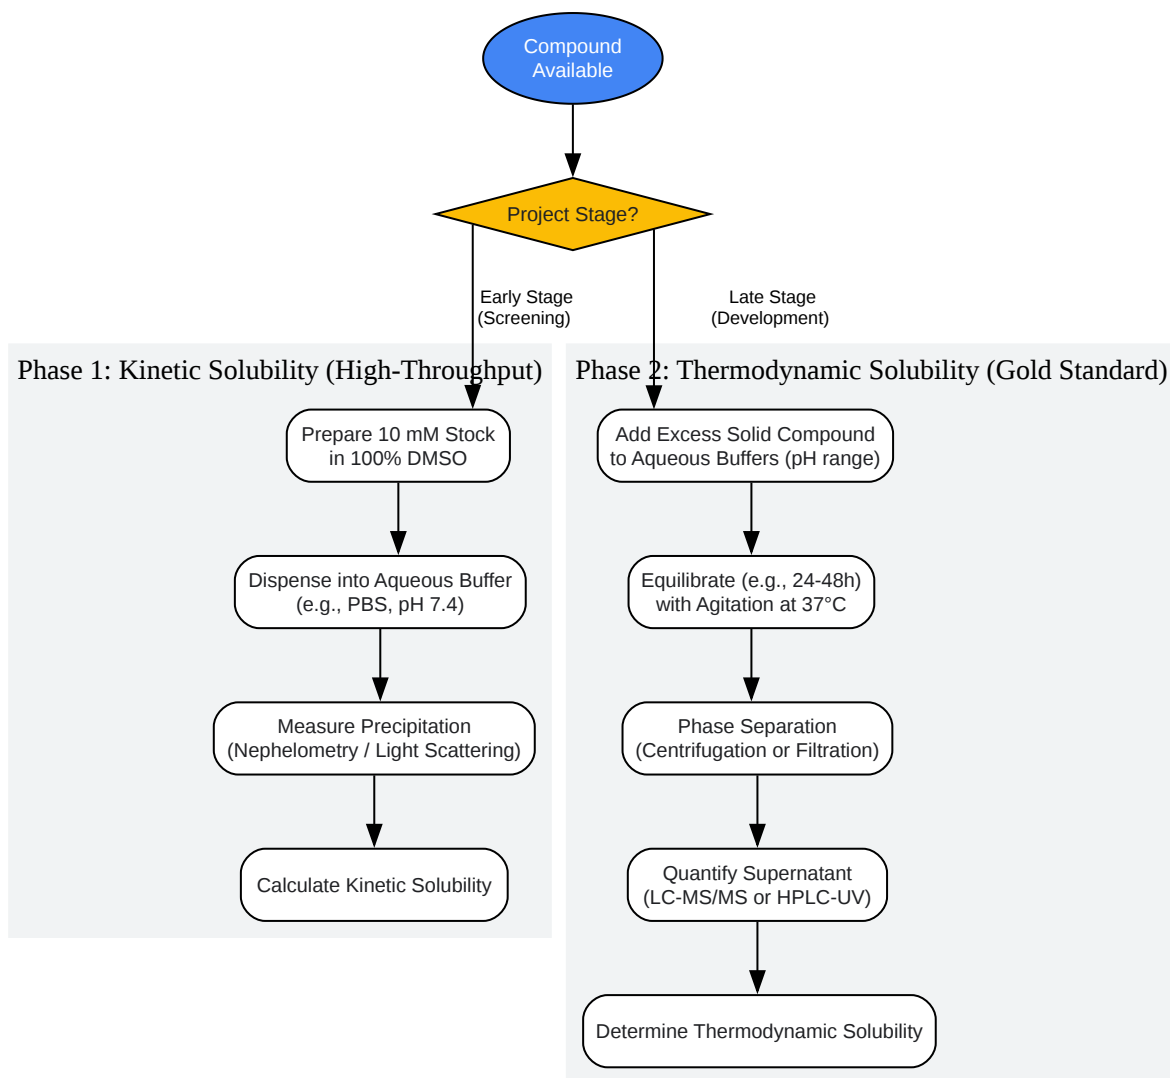 Compound
Available
Project Stage?
Early Stage
(Screening)
Late Stage
(Development)
Phase 1: Kinetic Solubility (High-Throughput)
Prepare 10 mM Stock
in 100% DMSO
Dispense into Aqueous Buffer
(e.g., PBS, pH 7.4)
Measure Precipitation
(Nephelometry / Light Scattering)
Calculate Kinetic Solubility
Phase 2: Thermodynamic Solubility (Gold Standard)
Add Excess Solid Compound
to Aqueous Buffers (pH range)
Equilibrate (e.g., 24-48h)
with Agitation at 37°C
Phase Separation
(Centrifugation or Filtration)
Quantify Supernatant
(LC-MS/MS or HPLC-UV)
Determine Thermodynamic Solubility